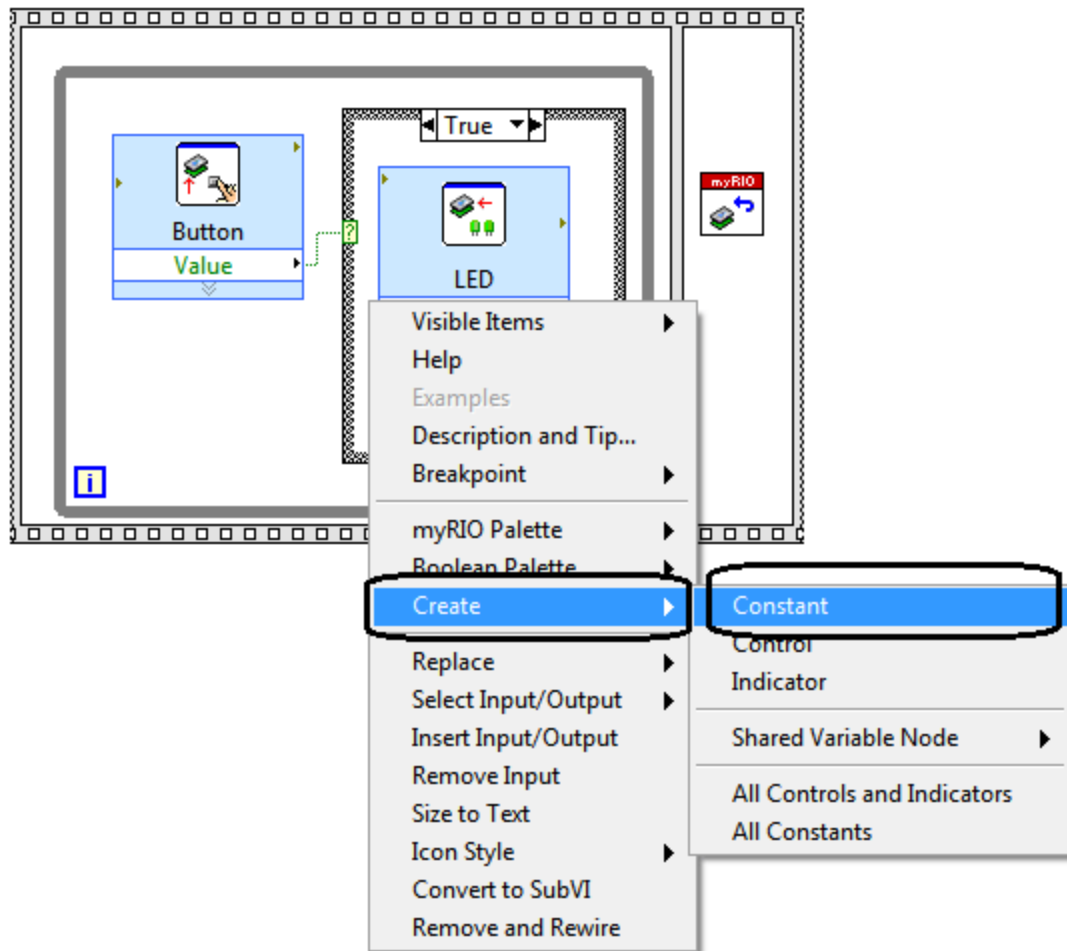 True
Button
Value
?
myRIO
LED
i
Visible Items
Help
Examples
Description and Tip...
Breakpoint
myRIO Palette
Boolean Palette
Create
Replace
Select Input/Output
Insert Input/Output
Remove Input
Size to Text
Icon Style
Convert to SubVI
Remove and Rewire
Constant
Control
Indicator
Shared Variable Node
All Controls and Indicators
All Constants